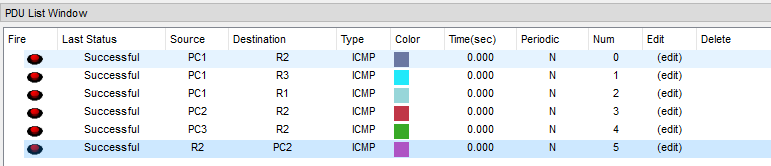 PDU List Window
Fire Last Status Source Destination Type Color Time(sec) Periodic Num Edit Delete
Successful PC1 R2 ICMP 0.000 N 0 (edit)
Successful PC1 R3 ICMP 0.000 N 1 (edit)
Successful PC1 R1 ICMP 0.000 N 2 (edit)
Successful PC2 R2 ICMP 0.000 N 3 (edit)
Successful PC3 R2 ICMP 0.000 N 4 (edit)
Successful R2 PC2 ICMP 0.000 N 5 (edit)